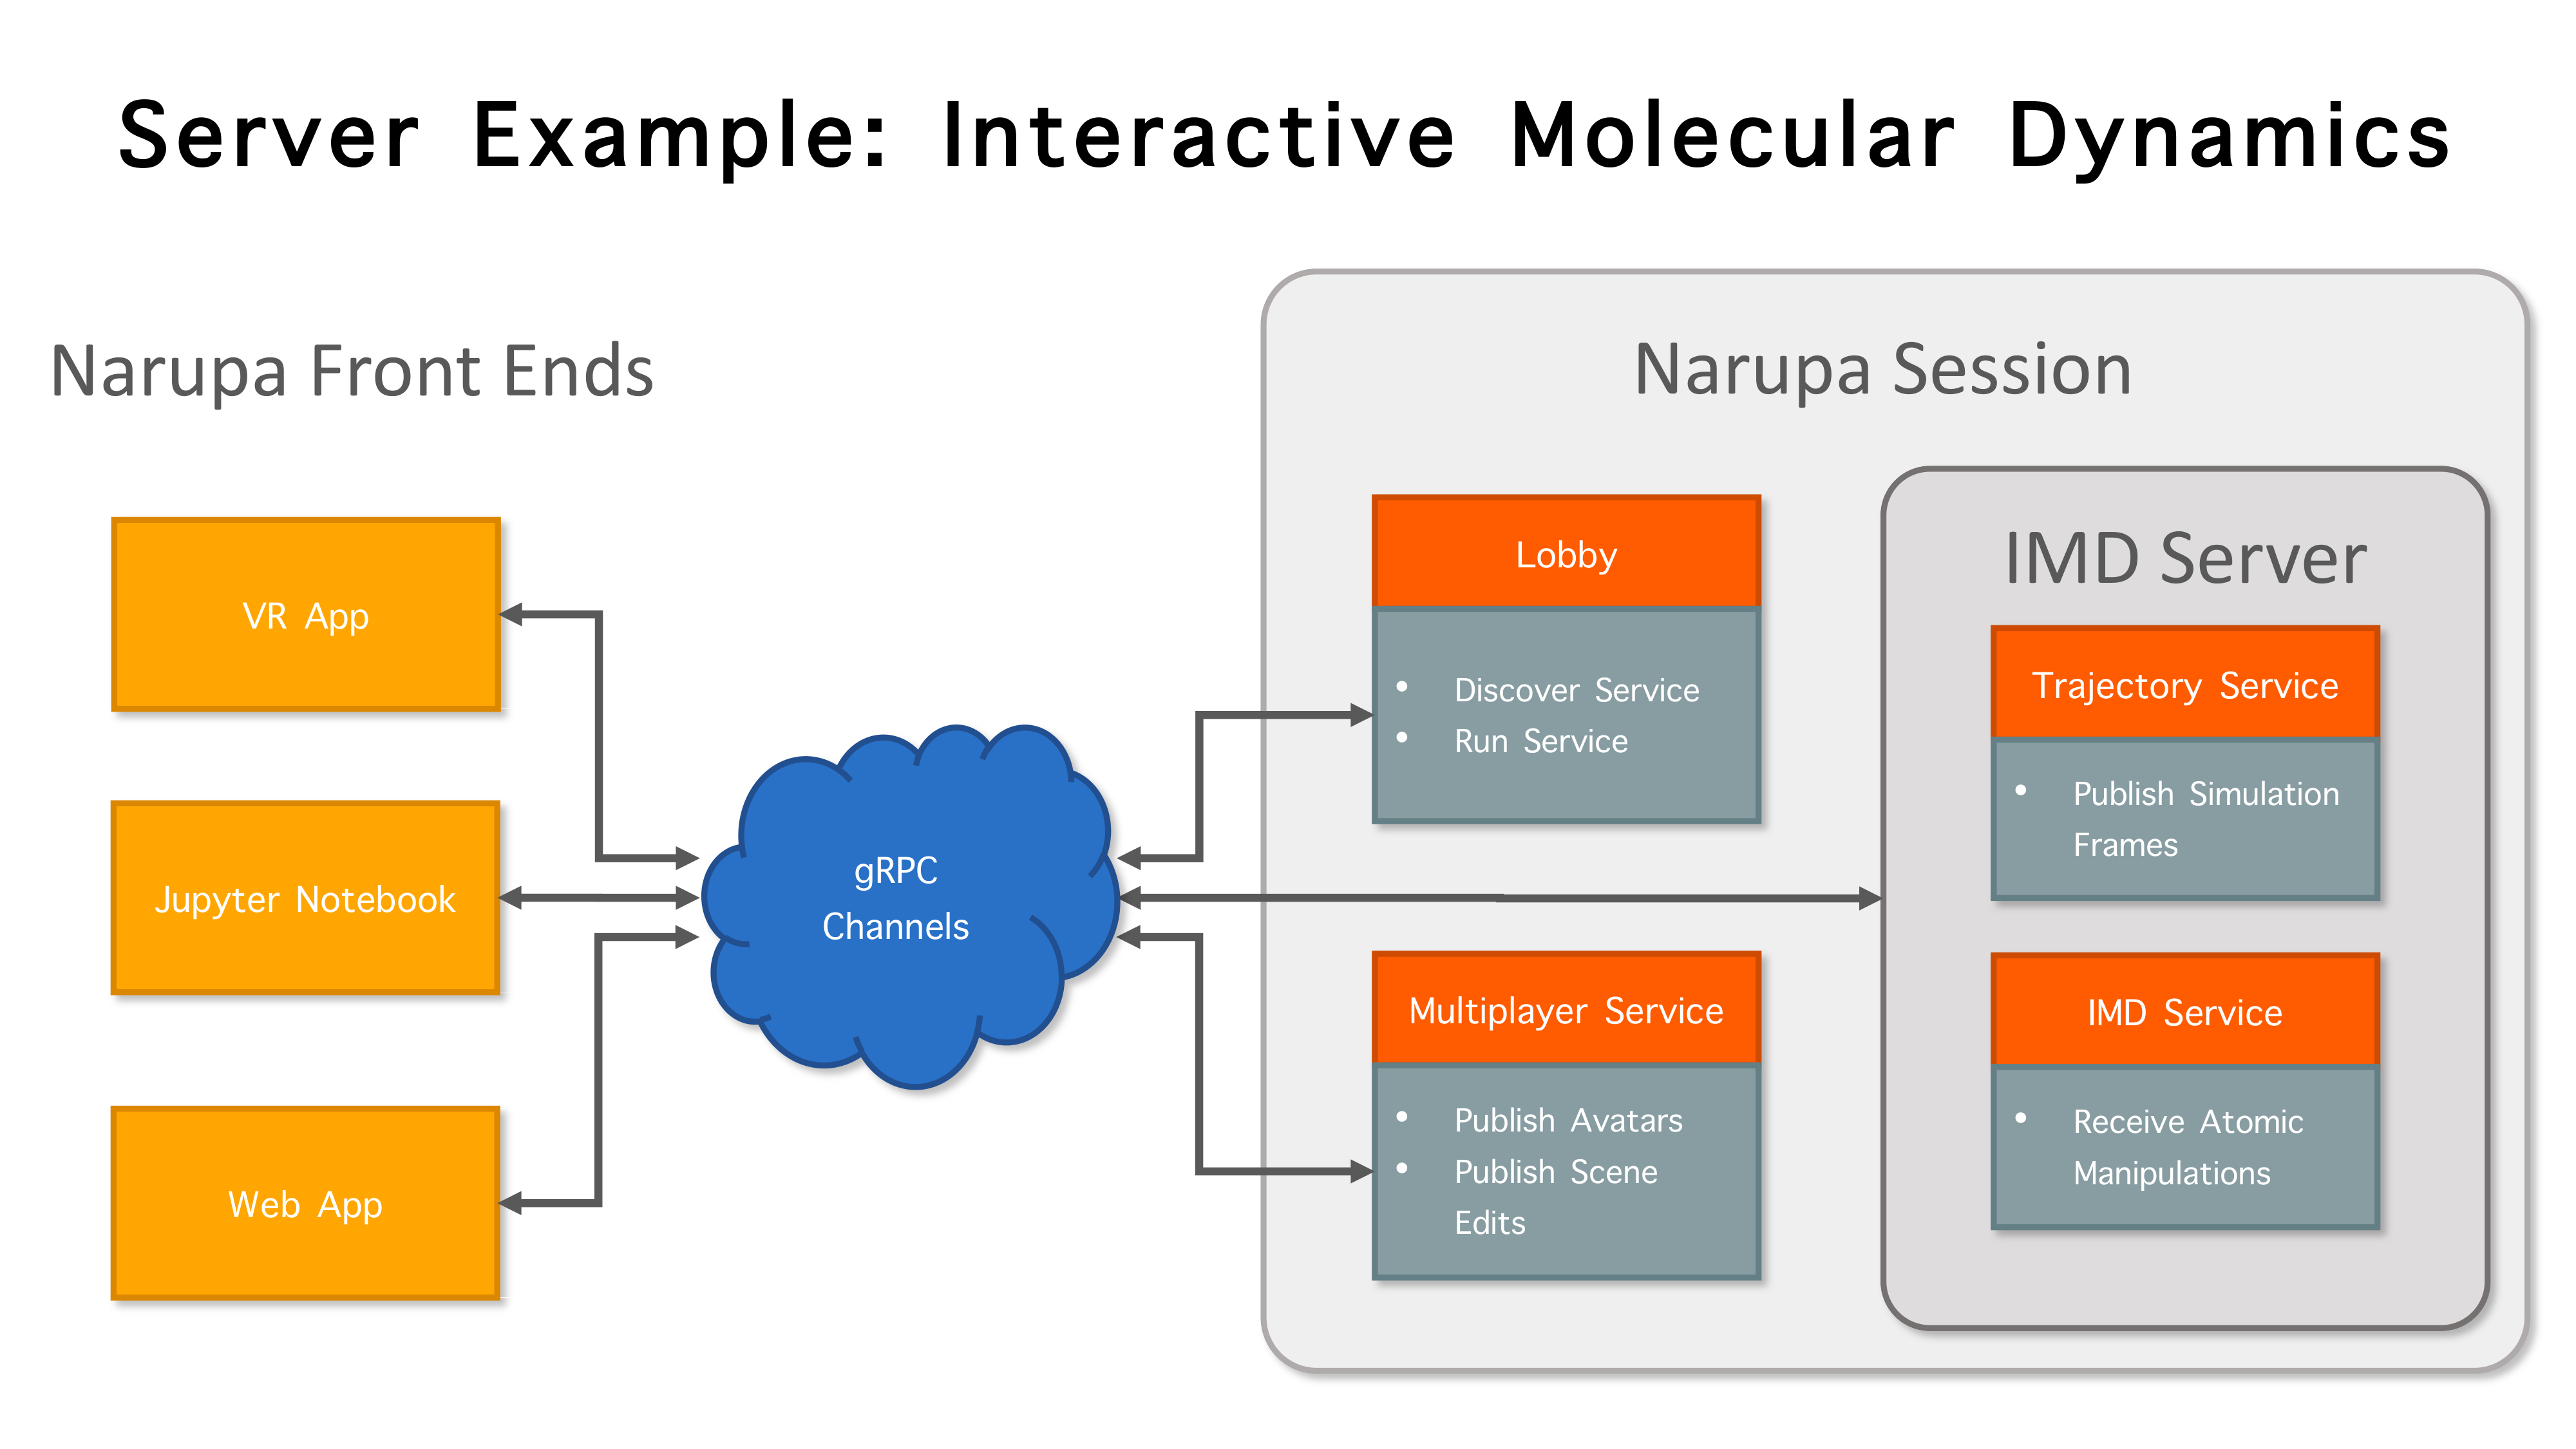 Server Example: Interactive Molecular Dynamics
Narupa Front Ends
VR App
Jupyter Notebook
Web App
gRPC
Channels
Narupa Session
Lobby
• Discover Service
• Run Service
Multiplayer Service
• Publish Avatars
• Publish Scene
Edits
IMD Server
Trajectory Service
• Publish Simulation
Frames
IMD Service
• Receive Atomic
Manipulations